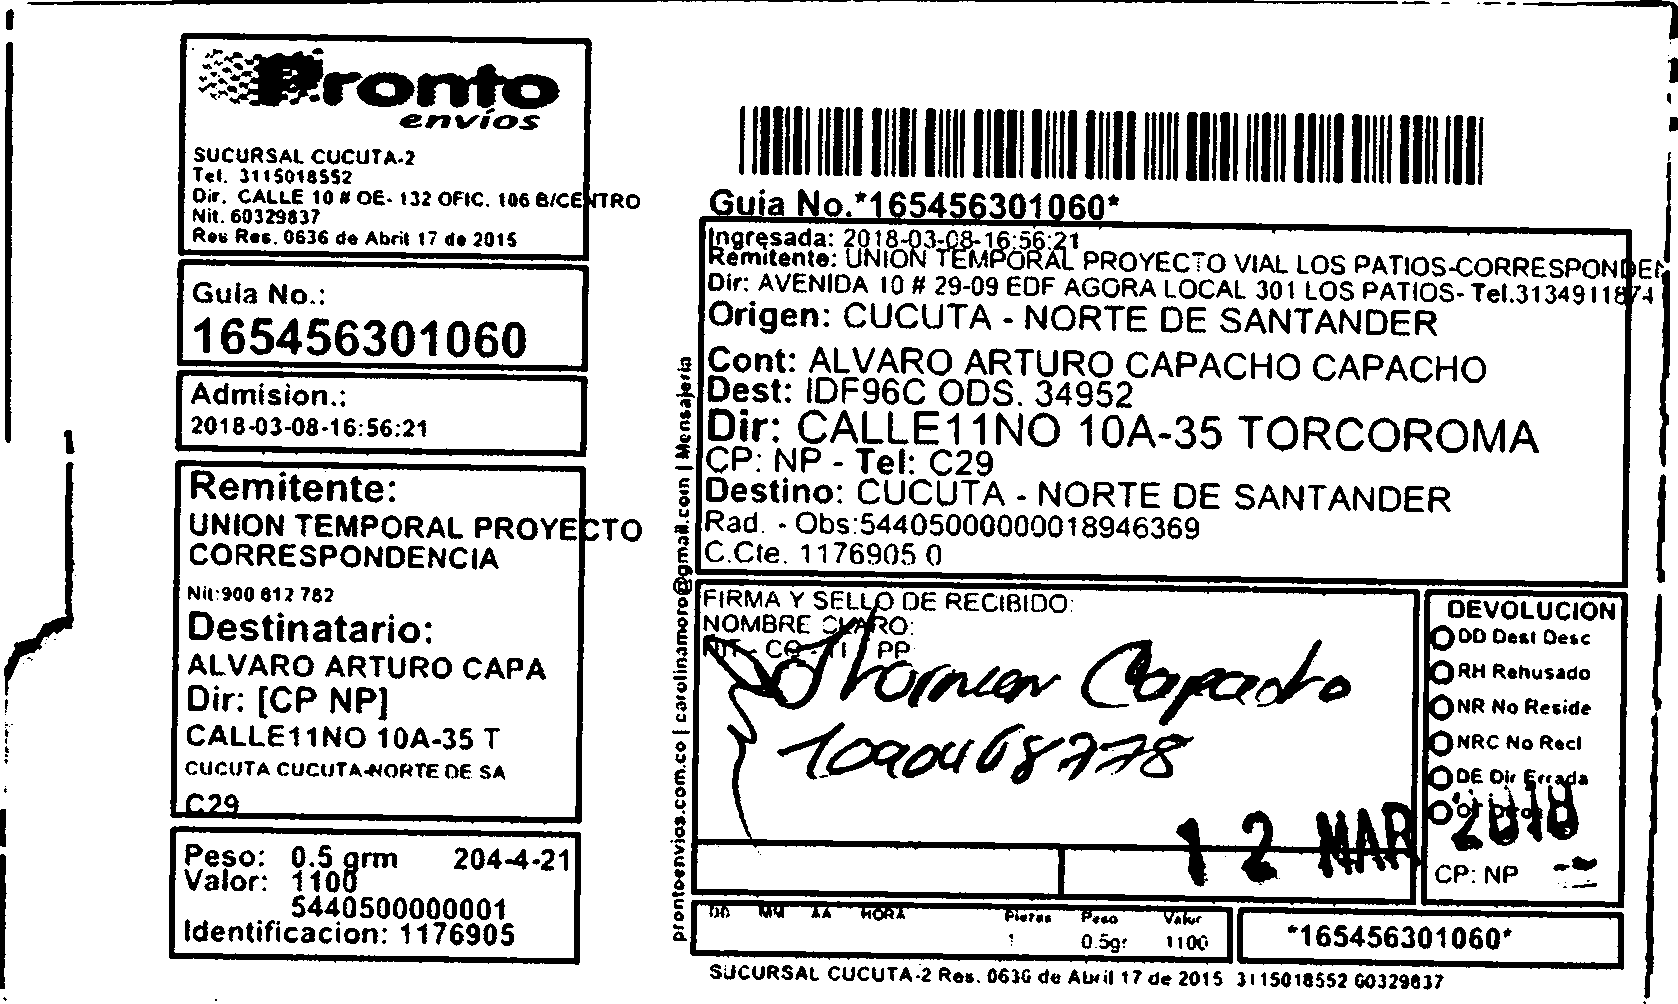 Pronto
envíos
SUCURSAL CUCUTA-2
Tel. 3115018552
Dir. CALLE 10 # OE- 132 OFIC. 106 B/CENTRO
Nit. 60329837
Res Res. 0636 de Abril 17 de 2015
Guia No.:
165456301060
Admision.:
2018-03-08-16:56:21
Remitente:
UNION TEMPORAL PROYECTO
CORRESPONDENCIA
Nit:900 812 782
Destinatario:
ALVARO ARTURO CAPA
Dir: [CP NP]
CALLE11NO 10A-35 T
CUCUTA CUCUTA-NORTE DE SA
C29
Peso: 0.5 grm 204-4-21
Valor: 1100
5440500000001
Identificacion: 1176905
prontoenvios.com.co | carolinamoro@gmail.com | Mensajeria
Guia No.*165456301060*
Ingresada: 2018-03-08-16:56:21
Remitente: UNION TEMPORAL PROYECTO VIAL LOS PATIOS-CORRESPONDEN
Dir: AVENIDA 10 # 29-09 EDF AGORA LOCAL 301 LOS PATIOS- Tel.3134911874
Origen: CUCUTA - NORTE DE SANTANDER
Cont: ALVARO ARTURO CAPACHO CAPACHO
Dest: IDF96C ODS. 34952
Dir: CALLE11NO 10A-35 TORCOROMA
CP: NP - Tel: C29
Destino: CUCUTA - NORTE DE SANTANDER
Rad. - Obs:544050000000018946369
C.Cte. 1176905 0
FIRMA Y SELLO DE RECIBIDO:
NOMBRE CLARO:
NIT - CC - TI / PP
Capacho
1090468778
12 MAR 2018
DEVOLUCION
DD Dest Desc
RH Rehusado
NR No Reside
NRC No Recl
DE Dir Errada
CP: NP
DD MM AA HORA Piezas Peso Valor
1 0.5gr 1100
*165456301060*
SUCURSAL CUCUTA-2 Res. 0636 de Abril 17 de 2015 3115018552 60329837